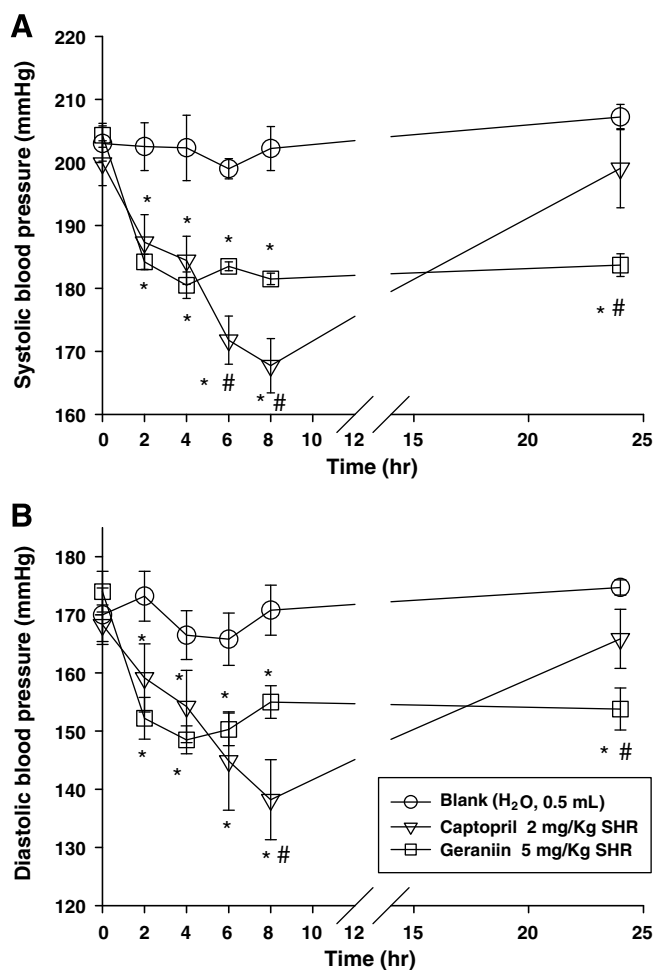 A
Systolic blood pressure (mmHg)
220
210
200
190
180
170
160
* * * *
* *
* # * #
* #
0 2 4 6 8 10 12 15 20 25
Time (hr)
B
Diastolic blood pressure (mmHg)
180
170
160
150
140
130
120
* * * *
* * *
* #
* #
Blank (H₂O, 0.5 mL)
Captopril 2 mg/Kg SHR
Geraniin 5 mg/Kg SHR
0 2 4 6 8 10 12 15 20 25
Time (hr)